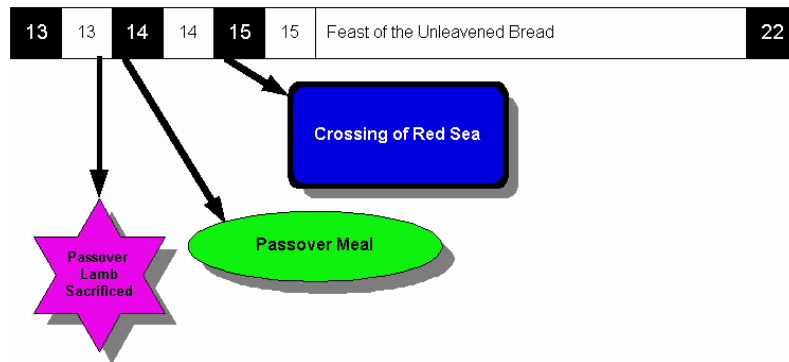 13 13 14 14 15 15 Feast of the Unleavened Bread 22
Crossing of Red Sea
Passover Meal
Passover
Lamb
Sacrificed